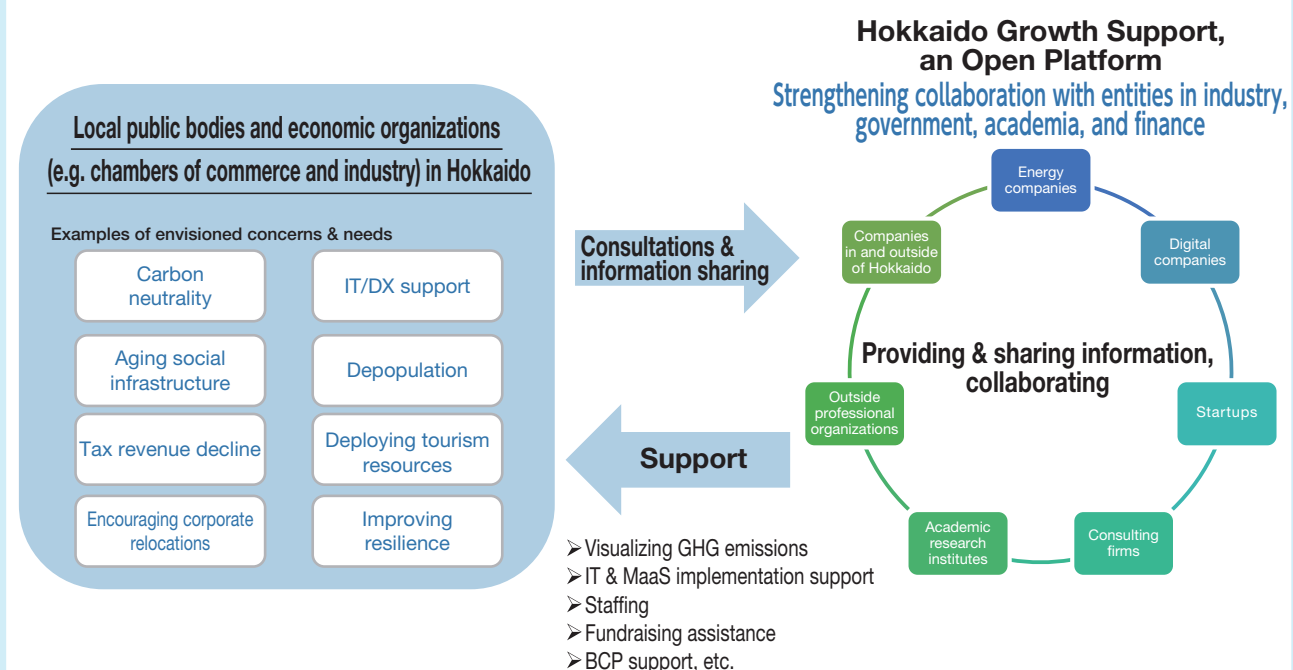 Hokkaido Growth Support,
an Open Platform
Strengthening collaboration with entities in industry,
government, academia, and finance
Local public bodies and economic organizations
(e.g. chambers of commerce and industry) in Hokkaido
Examples of envisioned concerns & needs
Carbon
neutrality
IT/DX support
Aging social
infrastructure
Depopulation
Tax revenue decline
Deploying tourism
resources
Encouraging corporate
relocations
Improving
resilience
Consultations &
information sharing
Support
➢Visualizing GHG emissions
➢IT & MaaS implementation support
➢Staffing
➢Fundraising assistance
➢BCP support, etc.
Energy
companies
Digital
companies
Startups
Consulting
firms
Academic
research
institutes
Outside
professional
organizations
Companies
in and outside
of Hokkaido
Providing & sharing information,
collaborating